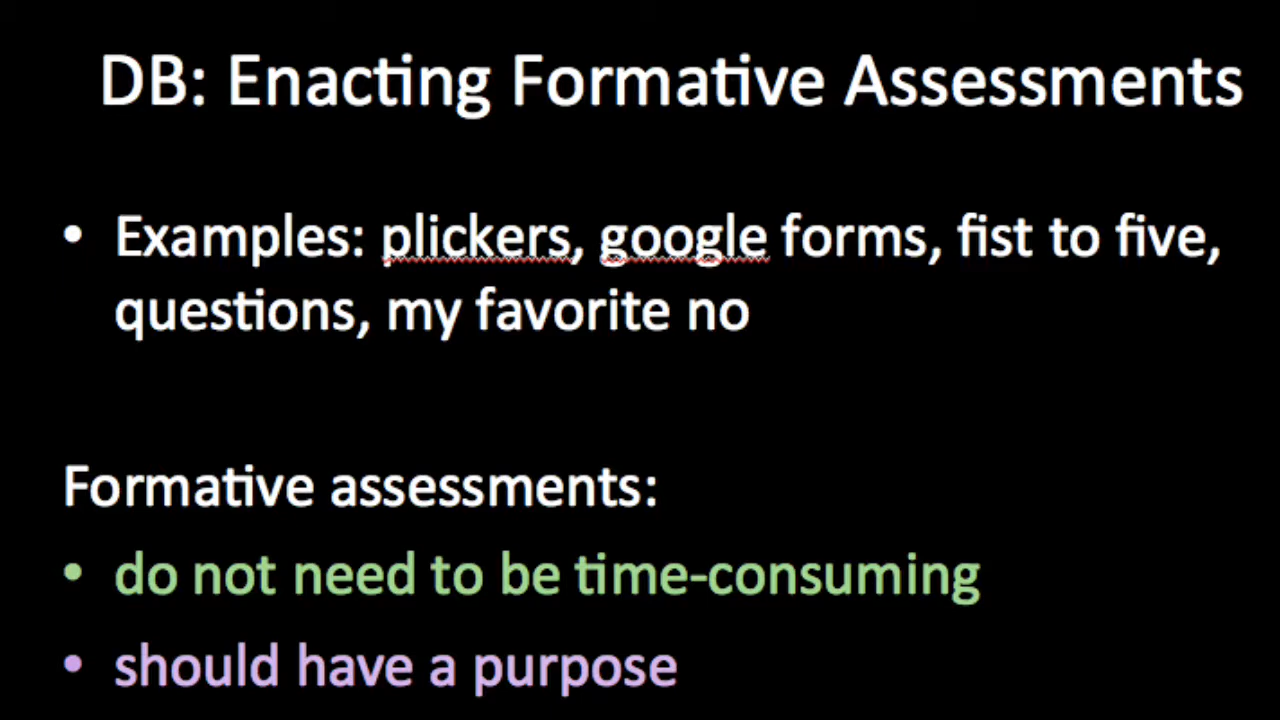 DB: Enacting Formative Assessments
• Examples: plickers, google forms, fist to five,
questions, my favorite no
Formative assessments:
• do not need to be time-consuming
• should have a purpose